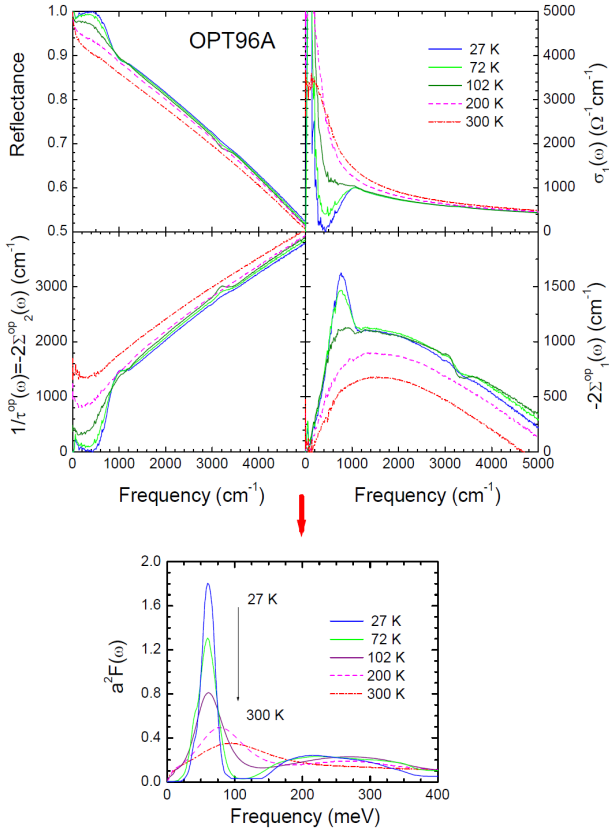 OPT96A
1.0
0.9
0.8
0.7
0.6
0.5
Reflectance
27 K
72 K
102 K
200 K
300 K
5000
4000
3000
2000
1000
0
σ₁(ω) (Ω⁻¹cm⁻¹)
3000
2000
1000
0
1/τᵒᵖ(ω)=-2Σᵒᵖ₂(ω) (cm⁻¹)
0 1000 2000 3000 4000
Frequency (cm⁻¹)
1500
1000
500
0
-2Σᵒᵖ₁(ω) (cm⁻¹)
0 1000 2000 3000 4000 5000
Frequency (cm⁻¹)
2.0
1.6
1.2
0.8
0.4
0.0
a²F(ω)
27 K
300 K
27 K
72 K
102 K
200 K
300 K
0 100 200 300 400
Frequency (meV)